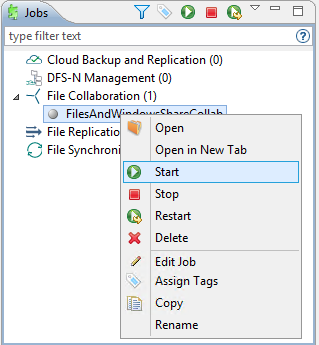 Jobs
type filter text
Cloud Backup and Replication (0)
DFS-N Management (0)
File Collaboration (1)
FilesAndWindowsShareCollab
File Replication
File Synchroni
Open
Open in New Tab
Start
Stop
Restart
Delete
Edit Job
Assign Tags
Copy
Rename